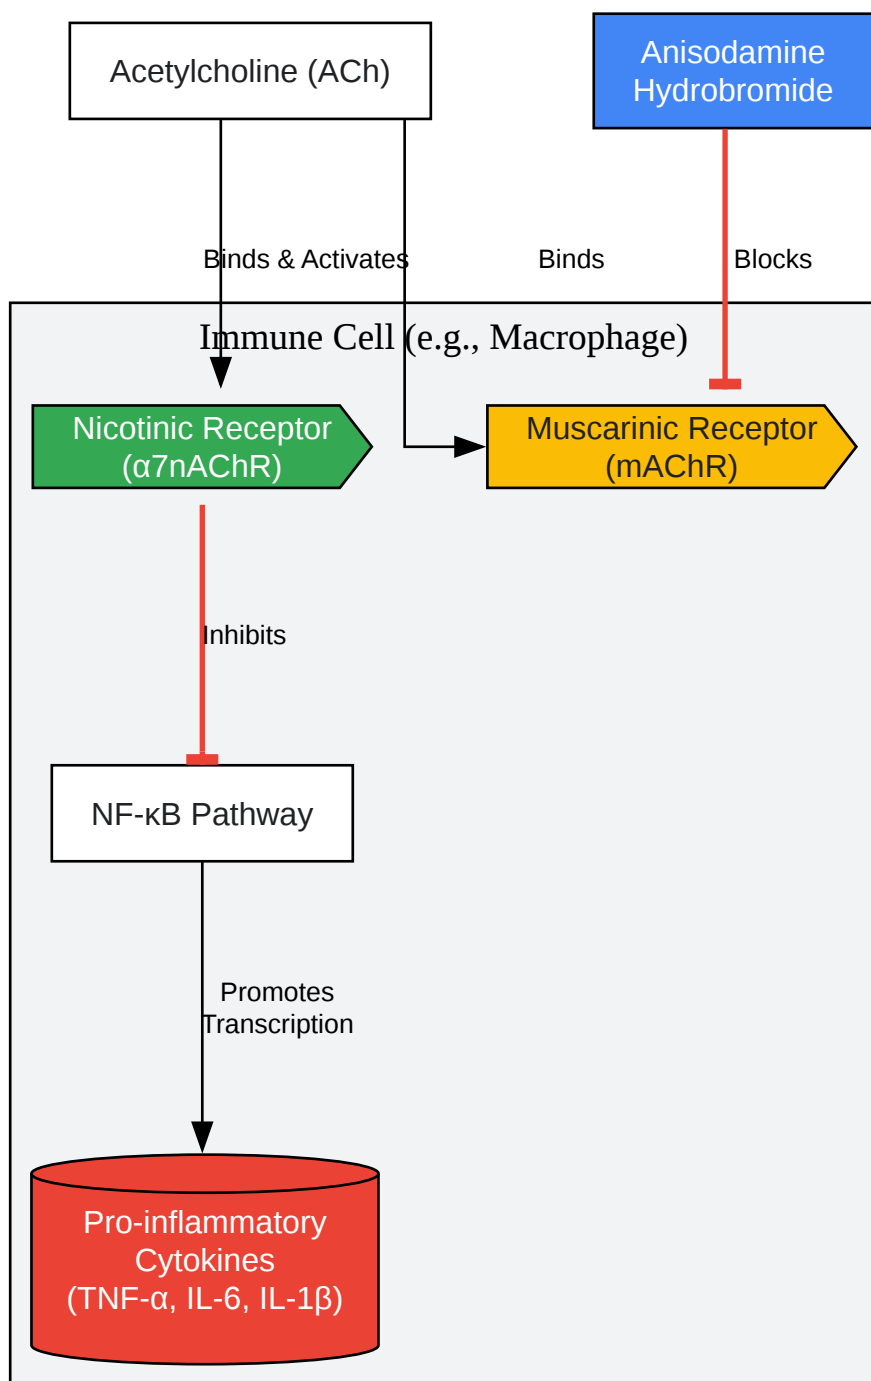 Acetylcholine (ACh)
Anisodamine
Hydrobromide
Binds & Activates
Binds
Blocks
Immune Cell (e.g., Macrophage)
Nicotinic Receptor
(α7nAChR)
Muscarinic Receptor
(mAChR)
Inhibits
NF-κB Pathway
Promotes
Transcription
Pro-inflammatory
Cytokines
(TNF-α, IL-6, IL-1β)